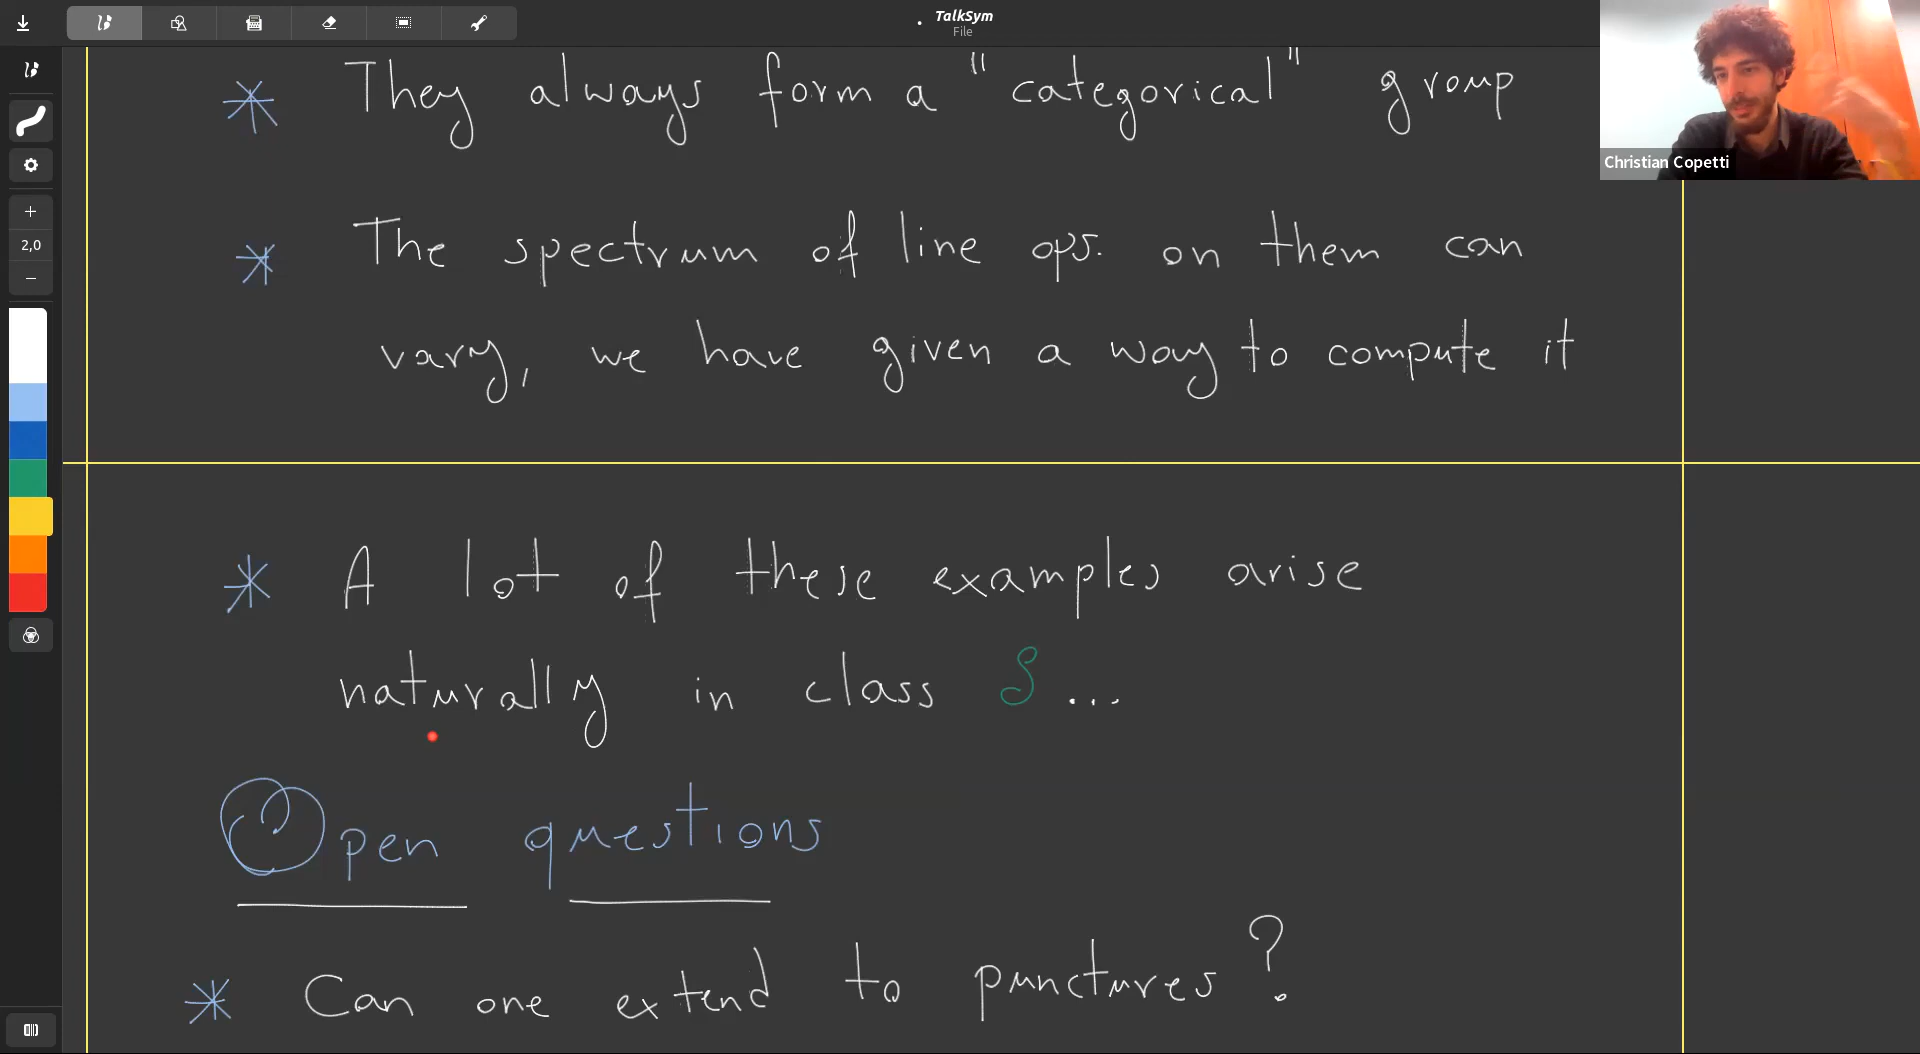 TalkSym
File
Christian Copetti
2,0
* They always form a "categorical" group
* The spectrum of line ops. on them can
vary, we have given a way to compute it
* A lot of these examples arise
naturally in class S ...
Open questions
* Can one extend to punctures?